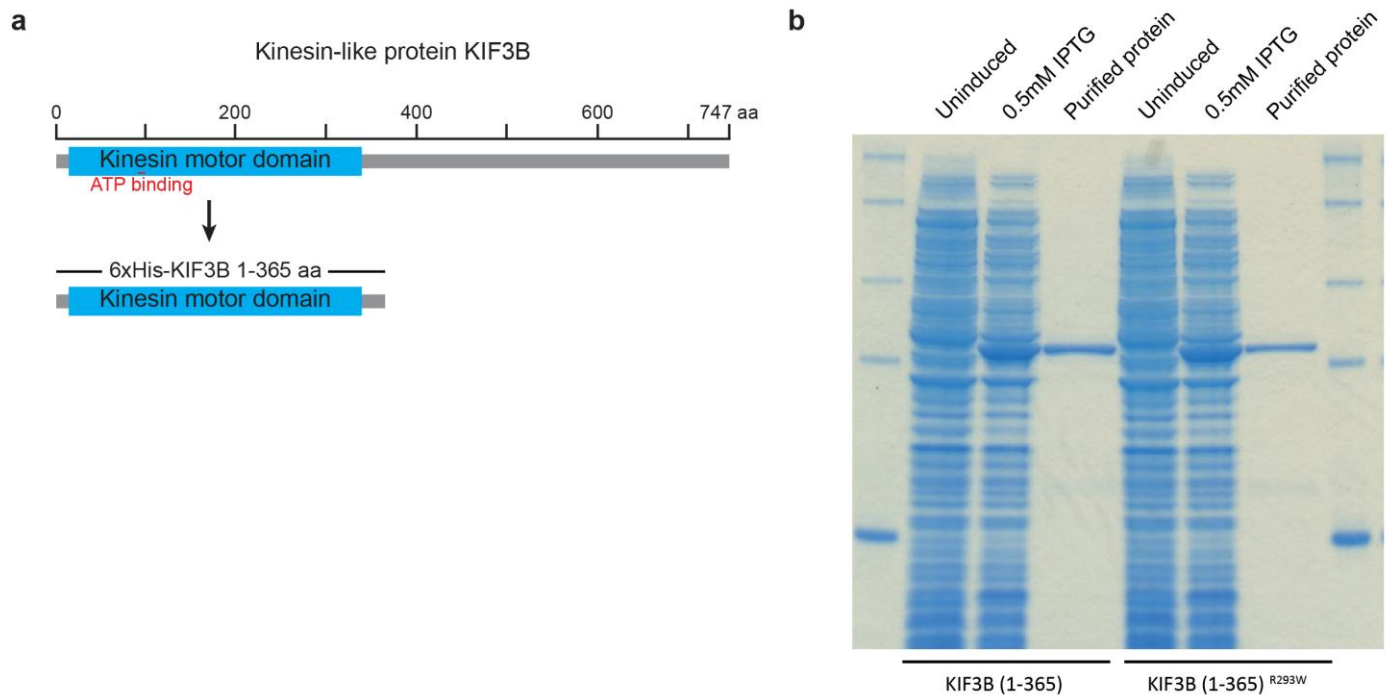 a
Kinesin-like protein KIF3B
0 200 400 600 747 aa
Kinesin motor domain
ATP binding
6xHis-KIF3B 1-365 aa
Kinesin motor domain
b
Uninduced
0.5mM IPTG
Purified protein
Uninduced
0.5mM IPTG
Purified protein
KIF3B (1-365)
KIF3B (1-365) R293W